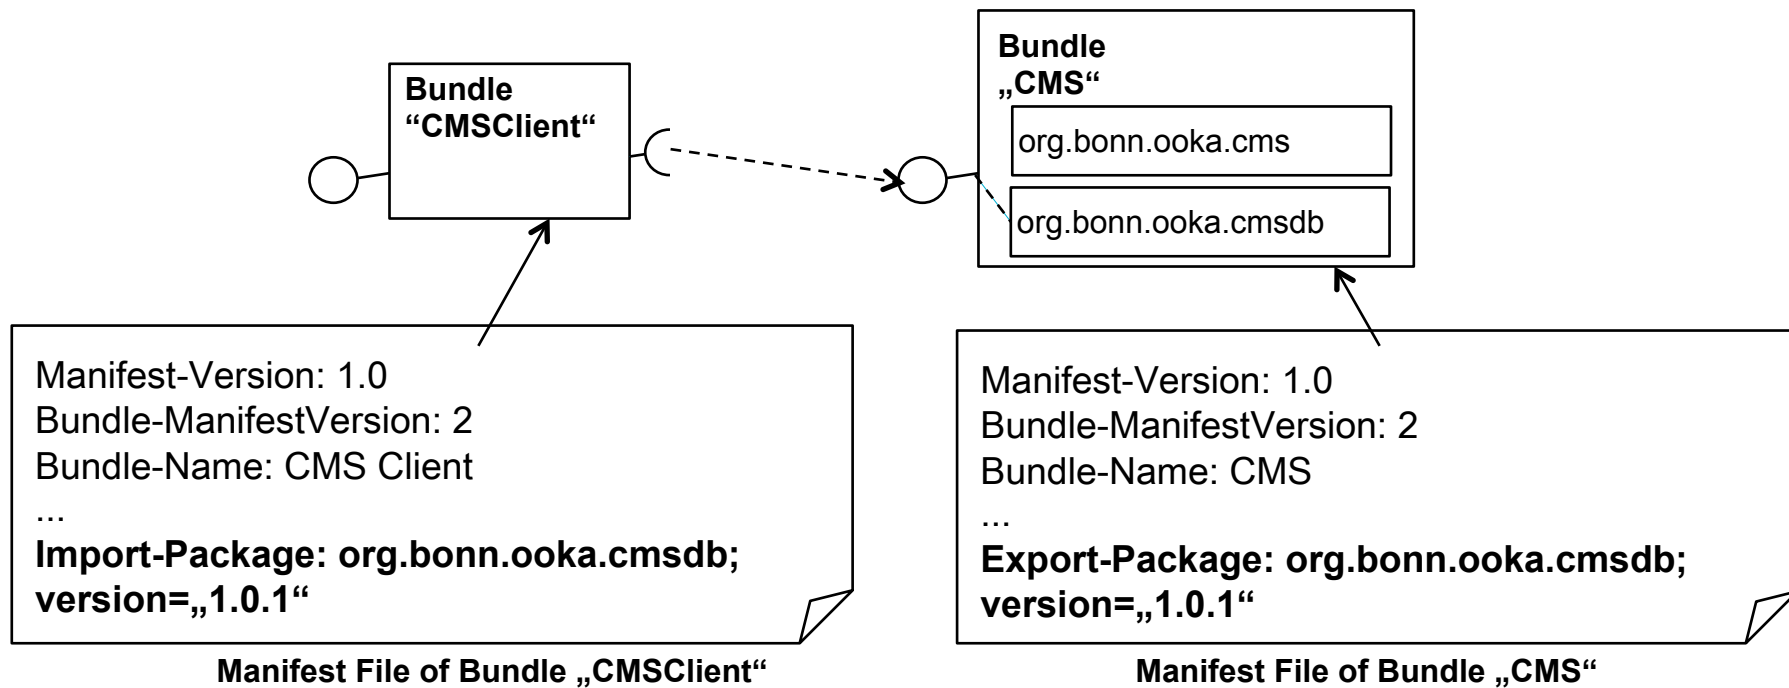 Bundle
“CMSClient“
Bundle
„CMS“
org.bonn.ooka.cms
org.bonn.ooka.cmsdb
Manifest-Version: 1.0
Bundle-ManifestVersion: 2
Bundle-Name: CMS Client
...
Import-Package: org.bonn.ooka.cmsdb;
version=„1.0.1“
Manifest File of Bundle „CMSClient“
Manifest-Version: 1.0
Bundle-ManifestVersion: 2
Bundle-Name: CMS
...
Export-Package: org.bonn.ooka.cmsdb;
version=„1.0.1“
Manifest File of Bundle „CMS“